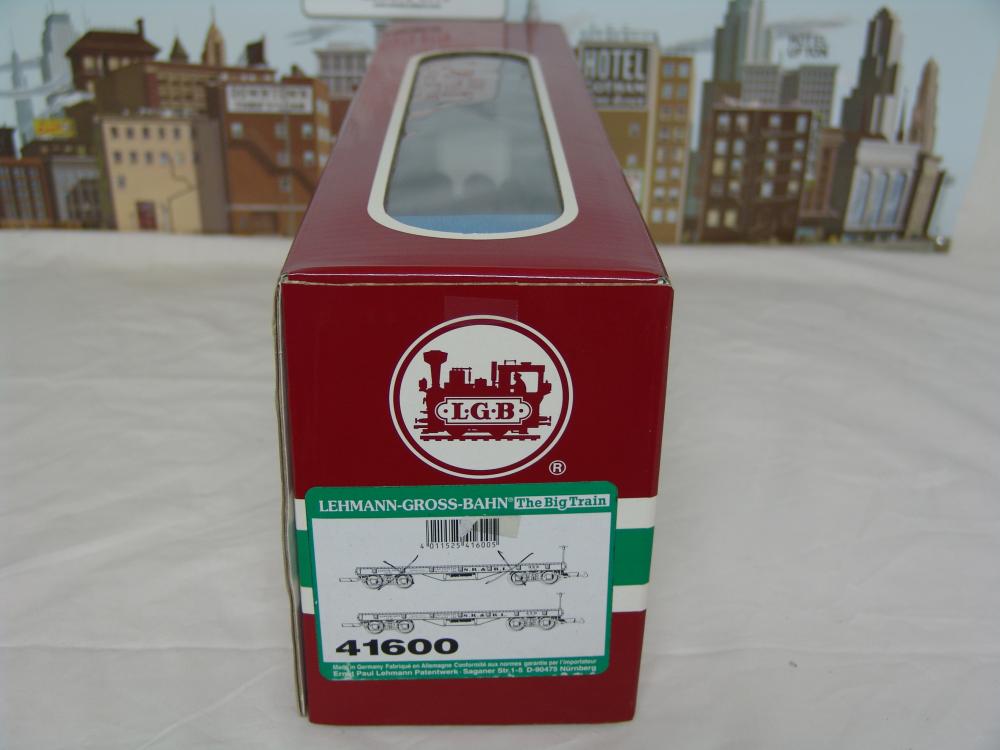 HOTEL
DOWNTOWN
L·G·B
®
LEHMANN-GROSS-BAHN® The Big Train
4 011525 416005
S.R.& R.L.
S.R.& R.L.
41600
Made in Germany Fabriqué en Allemagne Conformité aux normes garantie par l'importateur
Ernst Paul Lehmann Patentwerk · Saganer Str. 1-5 D-90475 Nürnberg